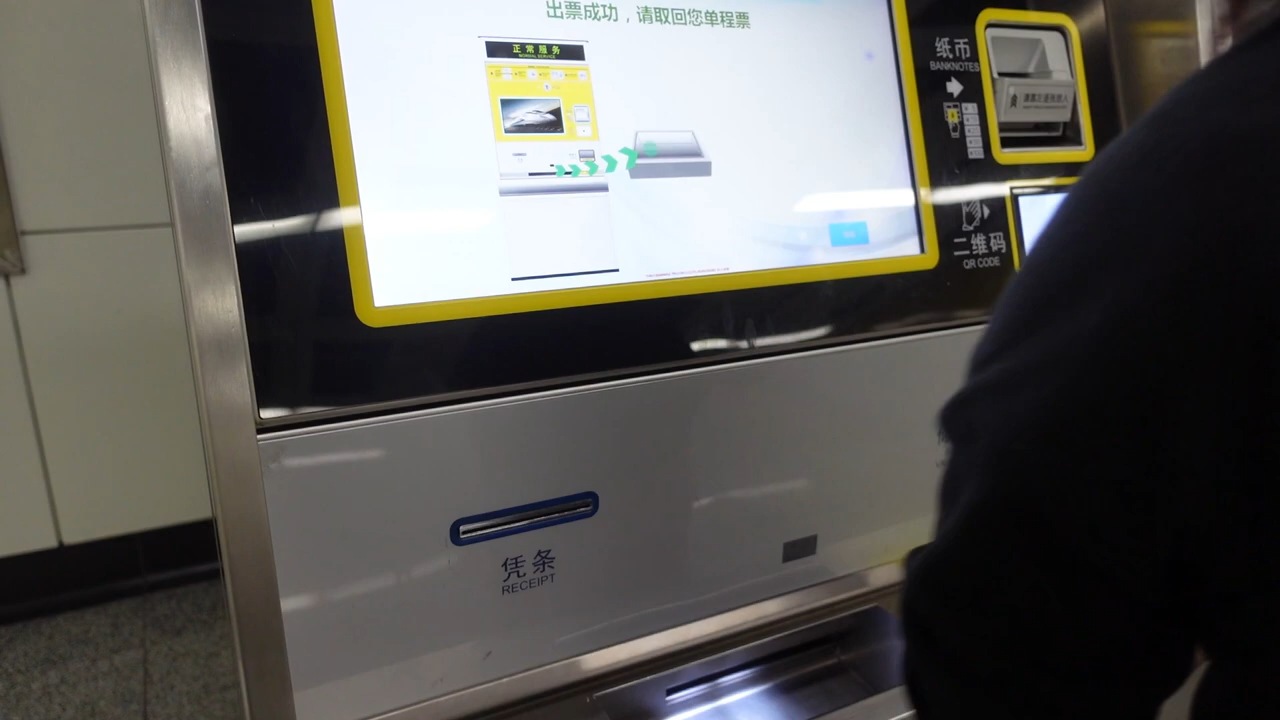 出票成功，请取回您单程票
正常服务
NORMAL SERVICE
纸币
BANKNOTES
二维码
QR CODE
凭条
RECEIPT